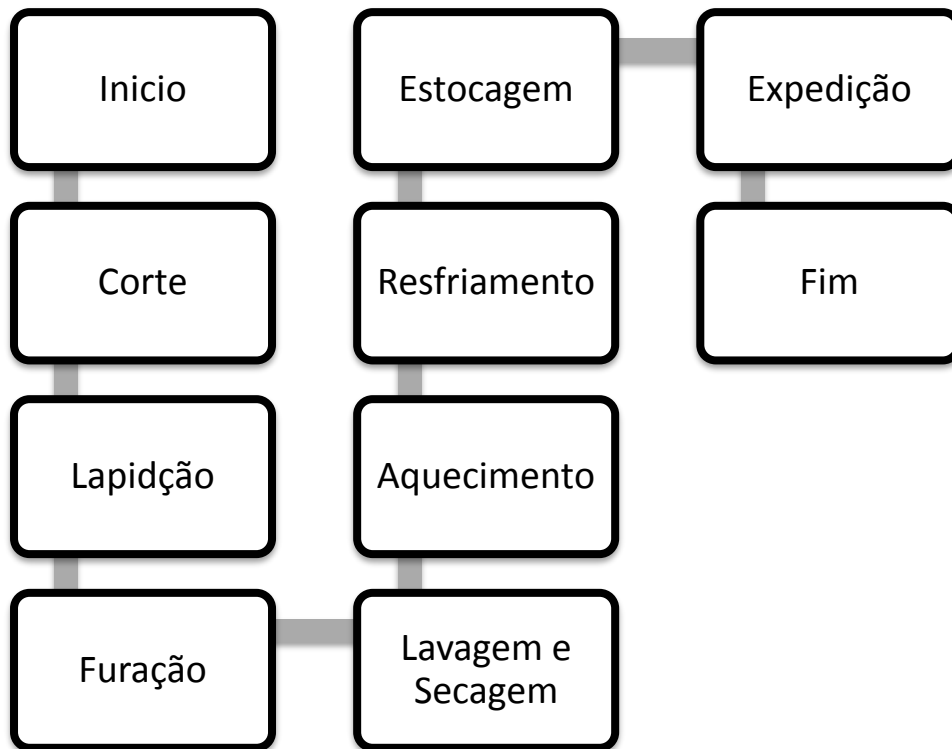 Inicio
Corte
Lapidção
Furação
Lavagem e
Secagem
Aquecimento
Resfriamento
Estocagem
Expedição
Fim